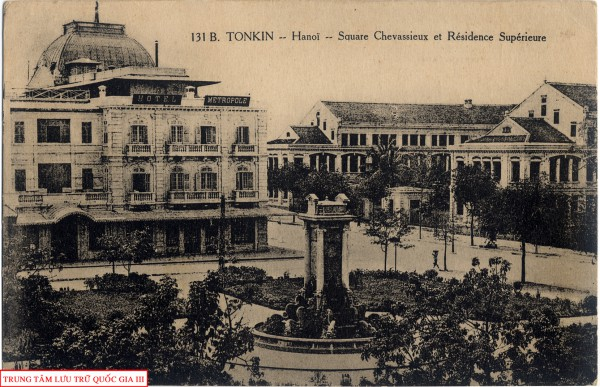 131 B. TONKIN -- Hanoï -- Square Chevassieux et Résidence Supérieure
HOTEL METROPOLE
TRUNG TÂM LƯU TRỮ QUỐC GIA III